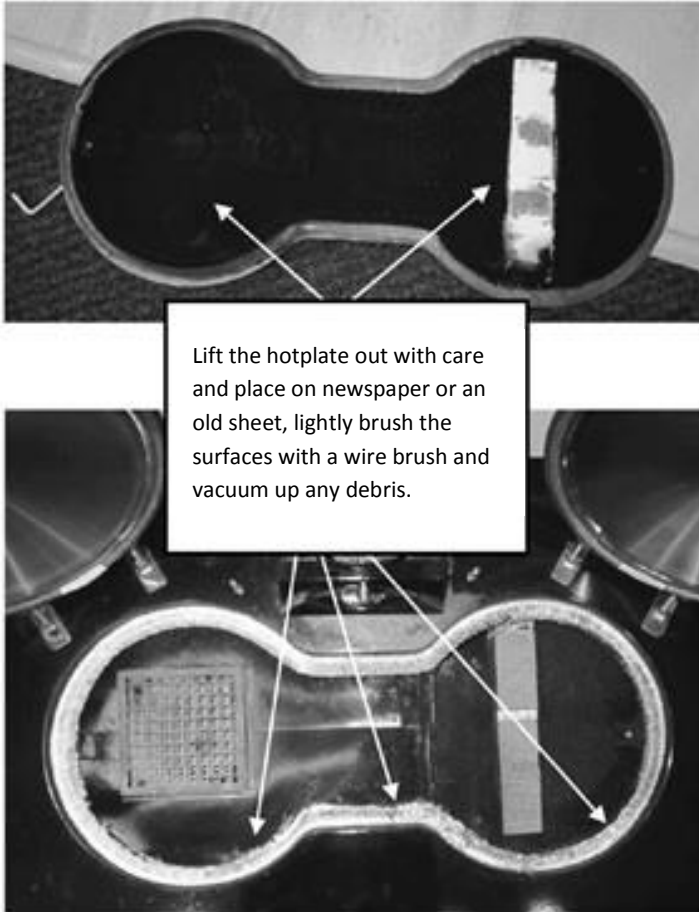 Lift the hotplate out with care
and place on newspaper or an
old sheet, lightly brush the
surfaces with a wire brush and
vacuum up any debris.